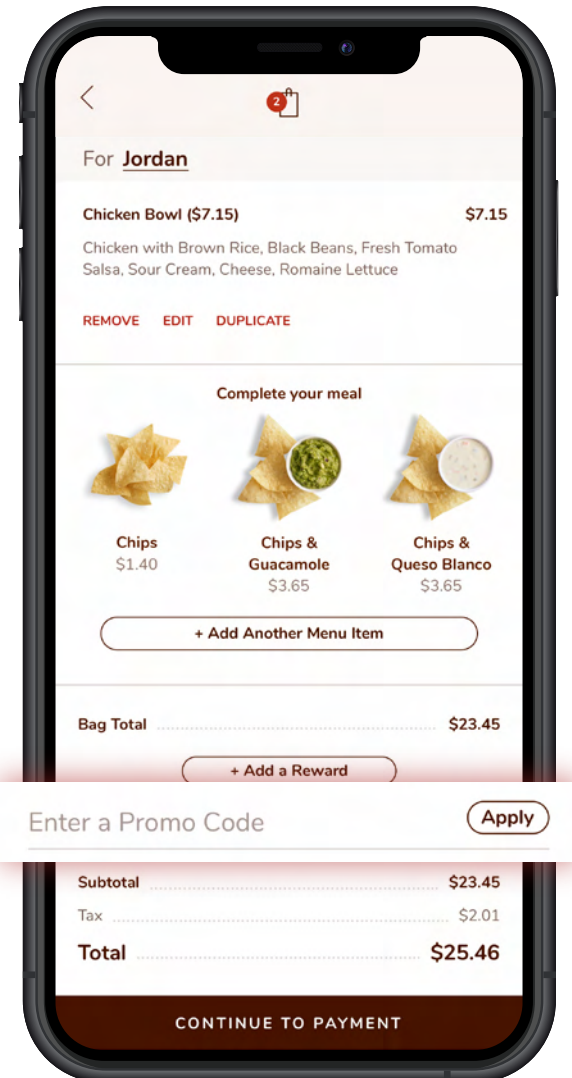 2
For Jordan
Chicken Bowl ($7.15) $7.15
Chicken with Brown Rice, Black Beans, Fresh Tomato
Salsa, Sour Cream, Cheese, Romaine Lettuce
REMOVE EDIT DUPLICATE
Complete your meal
Chips
$1.40
Chips &
Guacamole
$3.65
Chips &
Queso Blanco
$3.65
+ Add Another Menu Item
Bag Total $23.45
+ Add a Reward
Enter a Promo Code Apply
Subtotal $23.45
Tax $2.01
Total $25.46
CONTINUE TO PAYMENT